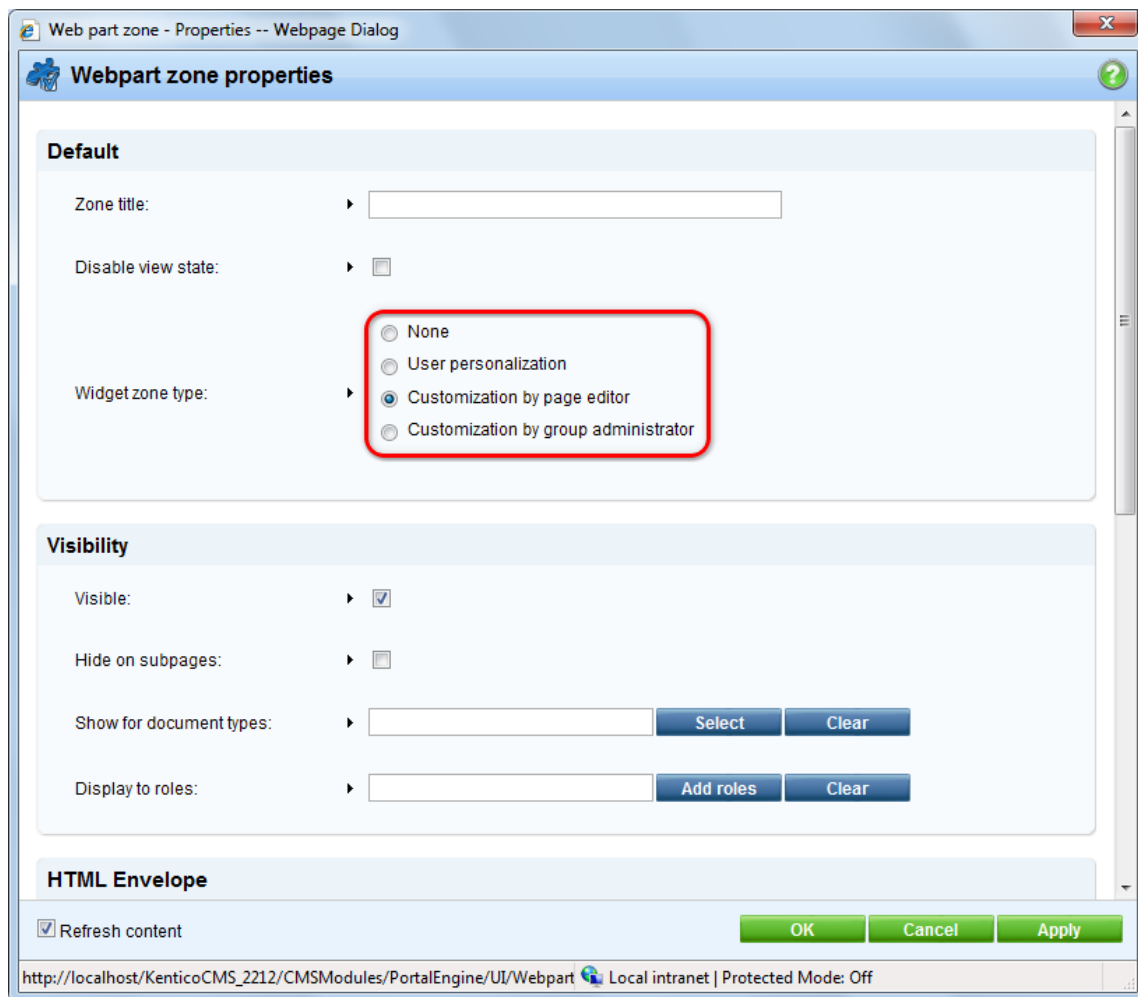 Web part zone - Properties -- Webpage Dialog
Webpart zone properties
Default
Zone title:
Disable view state:
Widget zone type:
None
User personalization
Customization by page editor
Customization by group administrator
Visibility
Visible:
Hide on subpages:
Show for document types: Select Clear
Display to roles: Add roles Clear
HTML Envelope
Refresh content OK Cancel Apply
http://localhost/KenticoCMS_2212/CMSModules/PortalEngine/UI/Webpart Local intranet | Protected Mode: Off